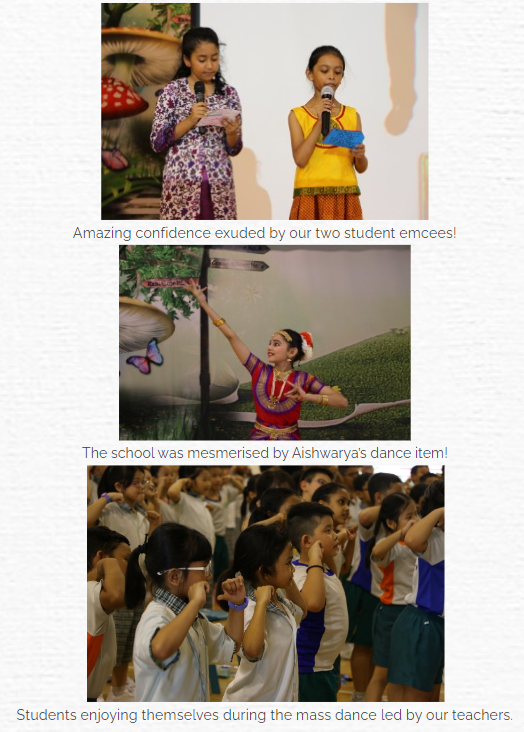 Amazing confidence exuded by our two student emcees!
The school was mesmerised by Aishwarya's dance item!
Students enjoying themselves during the mass dance led by our teachers.